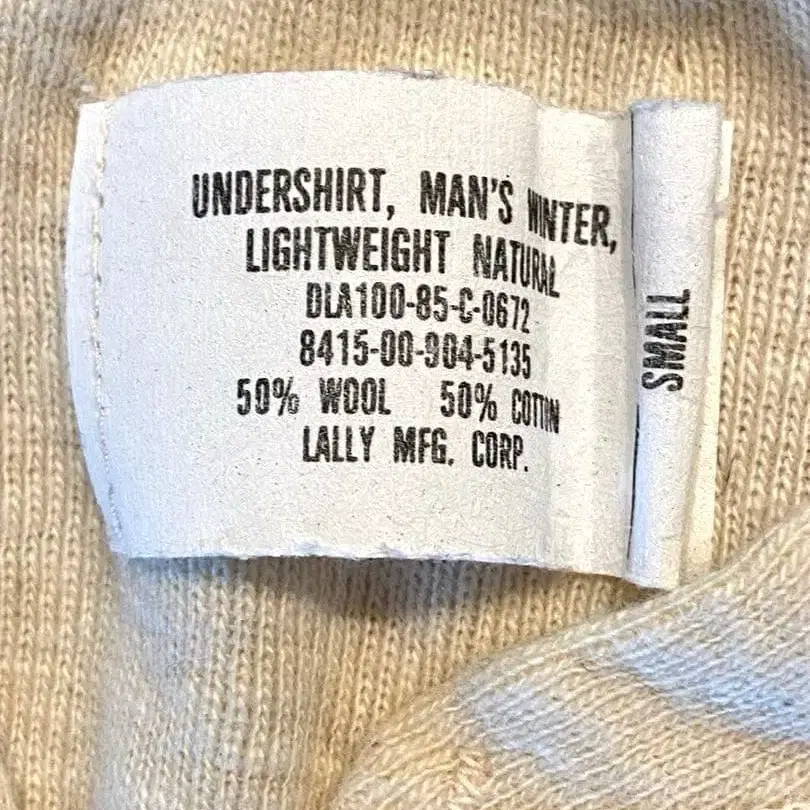 UNDERSHIRT, MAN'S WINTER,
LIGHTWEIGHT NATURAL
DLA100-85-C-0672
8415-00-904-5135
50% WOOL 50% COTTON
LALLY MFG. CORP.
SMALL